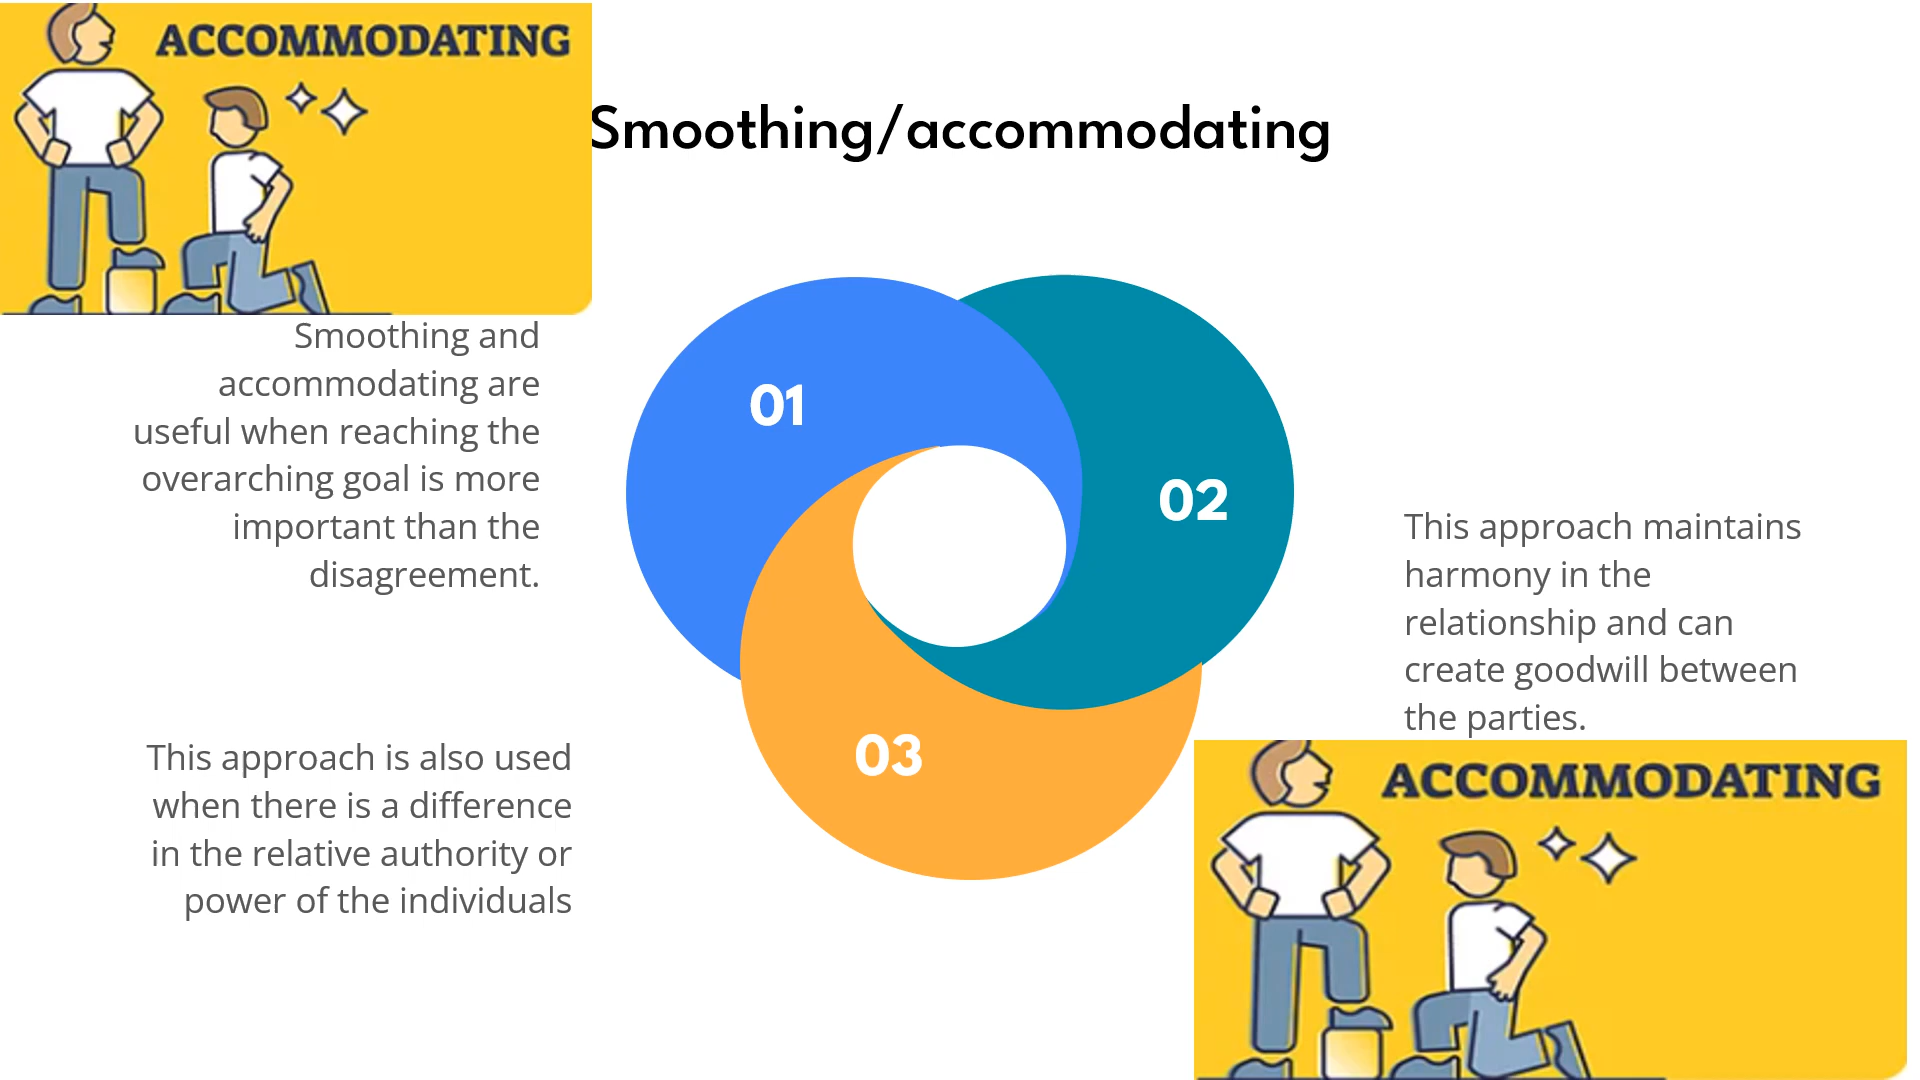 ACCOMMODATING
Smoothing/accommodating
Smoothing and
accommodating are
useful when reaching the
overarching goal is more
important than the
disagreement.
01
02
This approach maintains
harmony in the
relationship and can
create goodwill between
the parties.
03
This approach is also used
when there is a difference
in the relative authority or
power of the individuals
ACCOMMODATING